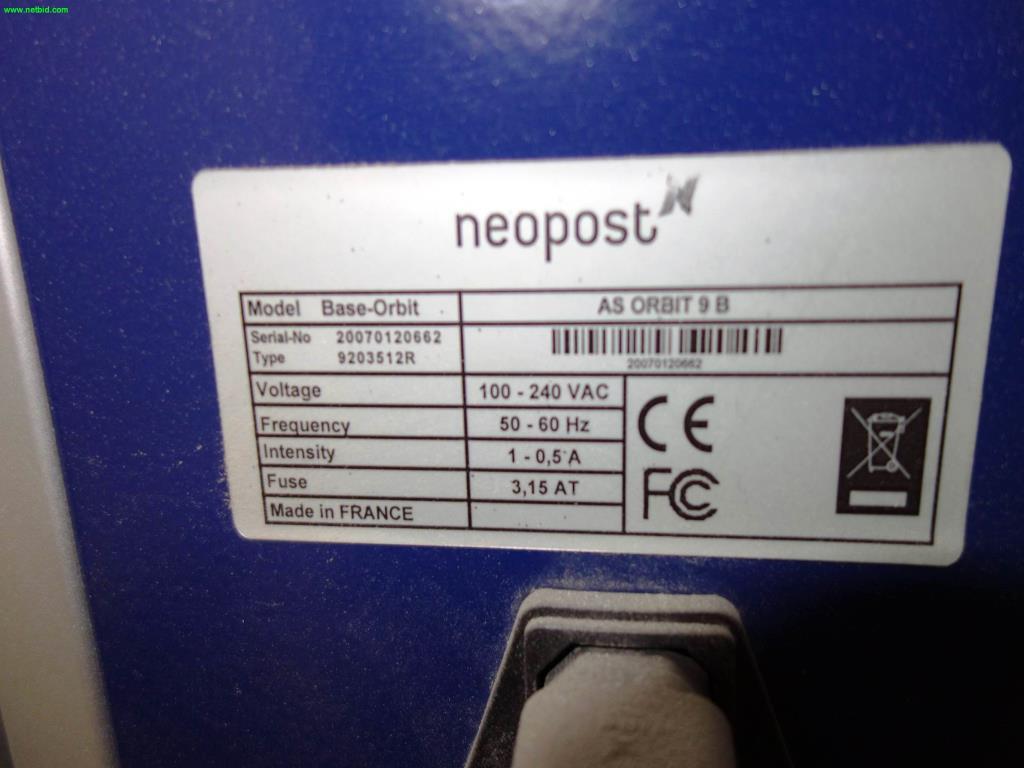 www.netbid.com
neopost
Model Base-Orbit AS ORBIT 9 B
Serial-No 20070120662
Type 9203512R
20070120662
Voltage 100 - 240 VAC
Frequency 50 - 60 Hz
Intensity 1 - 0,5 A
Fuse 3,15 AT
Made in FRANCE
CE
FC